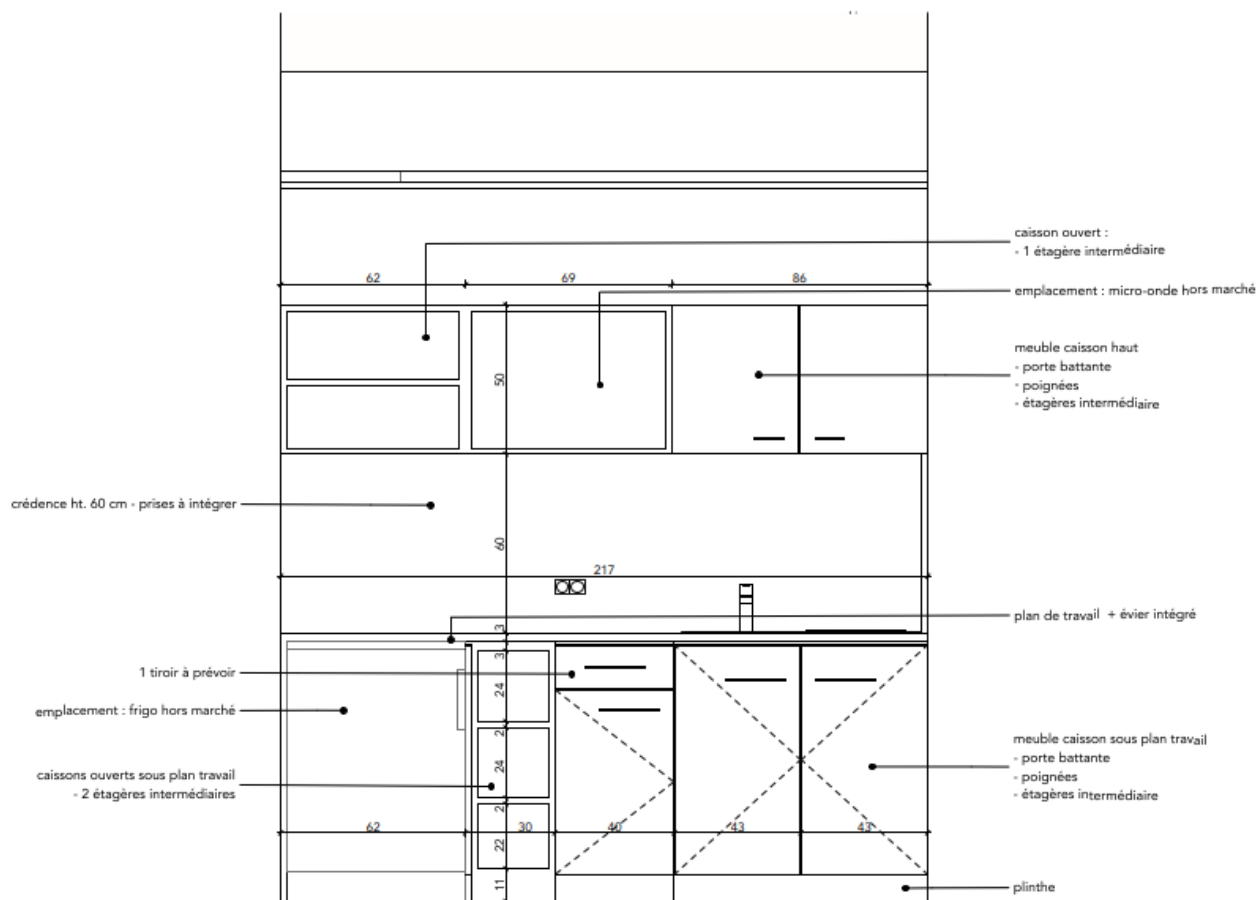 caisson ouvert :
- 1 étagère intermédiaire
62
69
86
emplacement : micro-onde hors marché
meuble caisson haut
- porte battante
- poignées
- étagères intermédiaire
50
crédence ht. 60 cm - prises à intégrer
60
217
plan de travail + évier intégré
3
3
1 tiroir à prévoir
24
emplacement : frigo hors marché
2
meuble caisson sous plan travail
- porte battante
- poignées
- étagères intermédiaire
caissons ouverts sous plan travail
- 2 étagères intermédiaires
24
2
62
30
40
43
43
22
11
plinthe